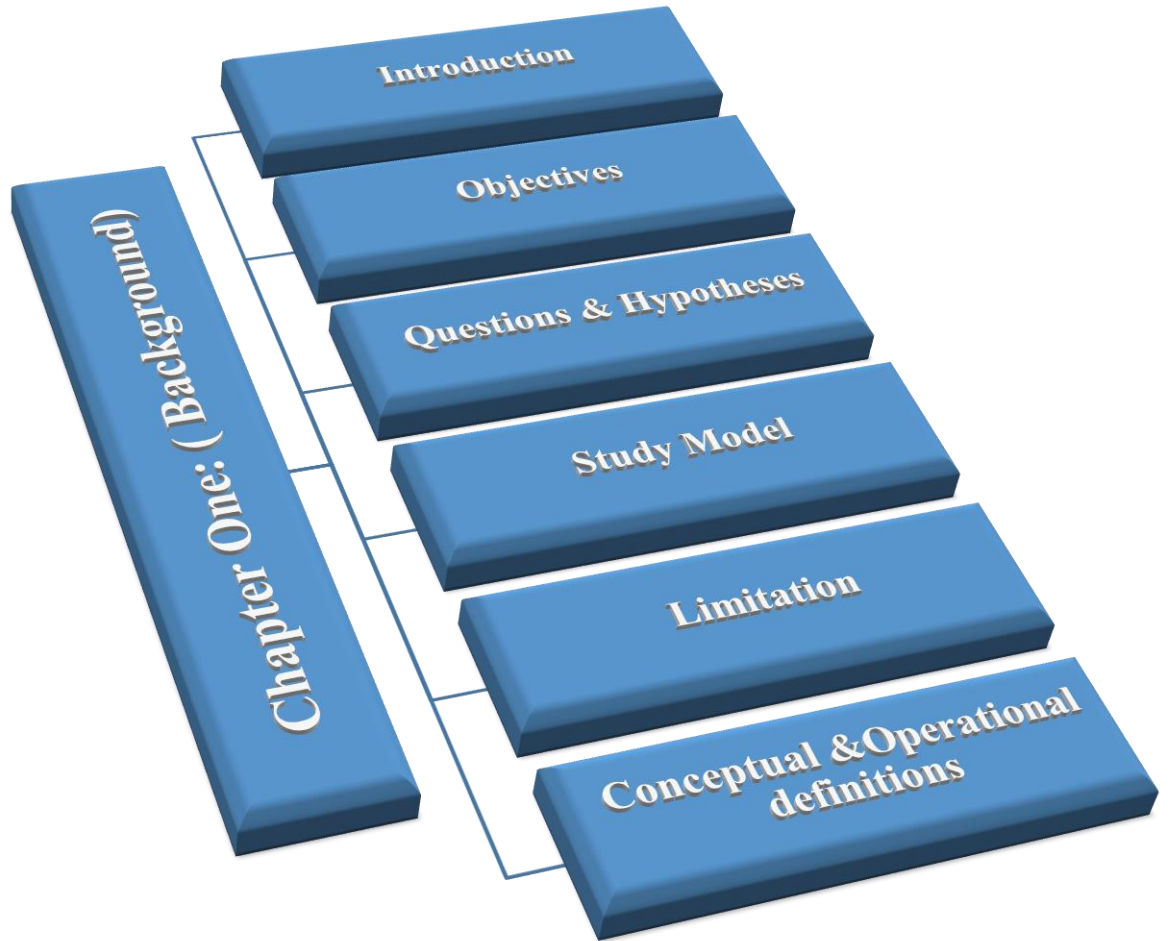 Chapter One: ( Background)
Introduction
Objectives
Questions & Hypotheses
Study Model
Limitation
Conceptual &Operational
definitions